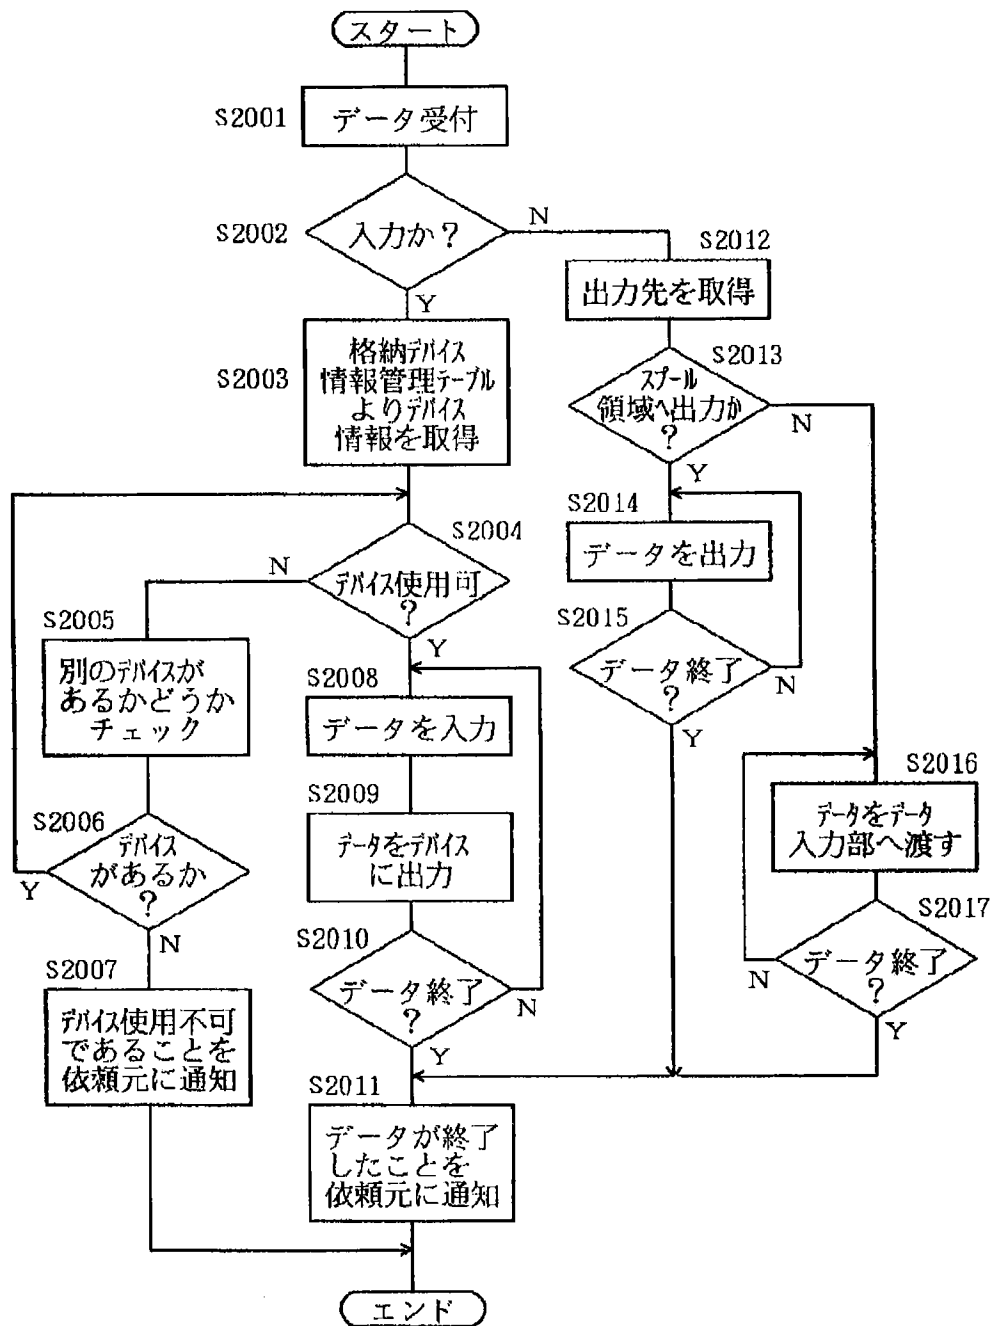 スタート
S2001
データ受付
S2002
入力か？
N
Y
S2003
格納デバイス
情報管理テーブル
よりデバイス
情報を取得
S2004
デバイス使用可
？
N
Y
S2005
別のデバイスが
あるかどうか
チェック
S2006
デバイス
があるか
？
Y
N
S2007
デバイス使用不可
であることを
依頼元に通知
S2008
データを入力
S2009
データをデバイス
に出力
S2010
データ終了
？
N
Y
S2011
データが終了
したことを
依頼元に通知
S2012
出力先を取得
S2013
スプール
領域へ出力か
？
N
Y
S2014
データを出力
S2015
データ終了
？
N
Y
S2016
データをデータ
入力部へ渡す
S2017
データ終了
？
N
Y
エンド